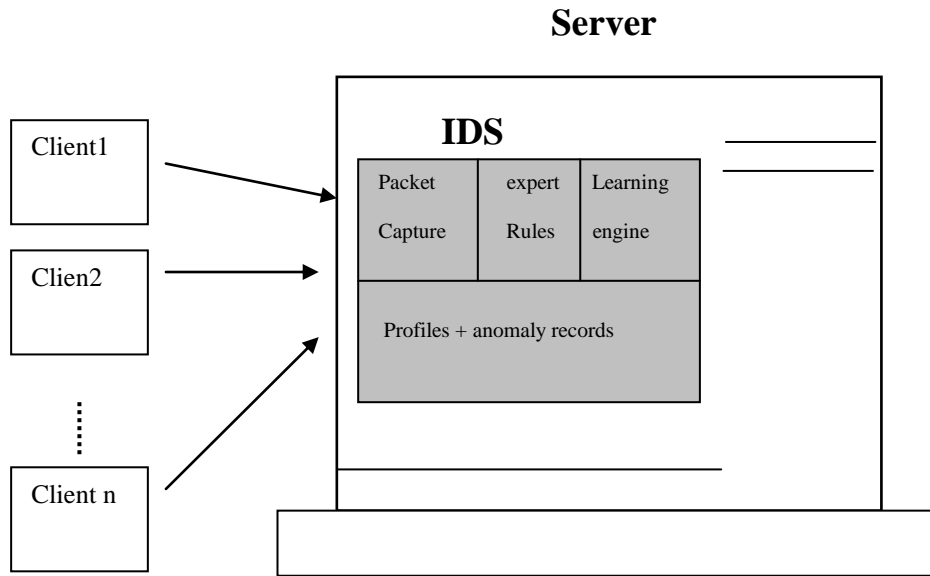 Server
IDS
Client1
Packet
Capture
expert
Rules
Learning
engine
Clien2
Profiles + anomaly records
Client n